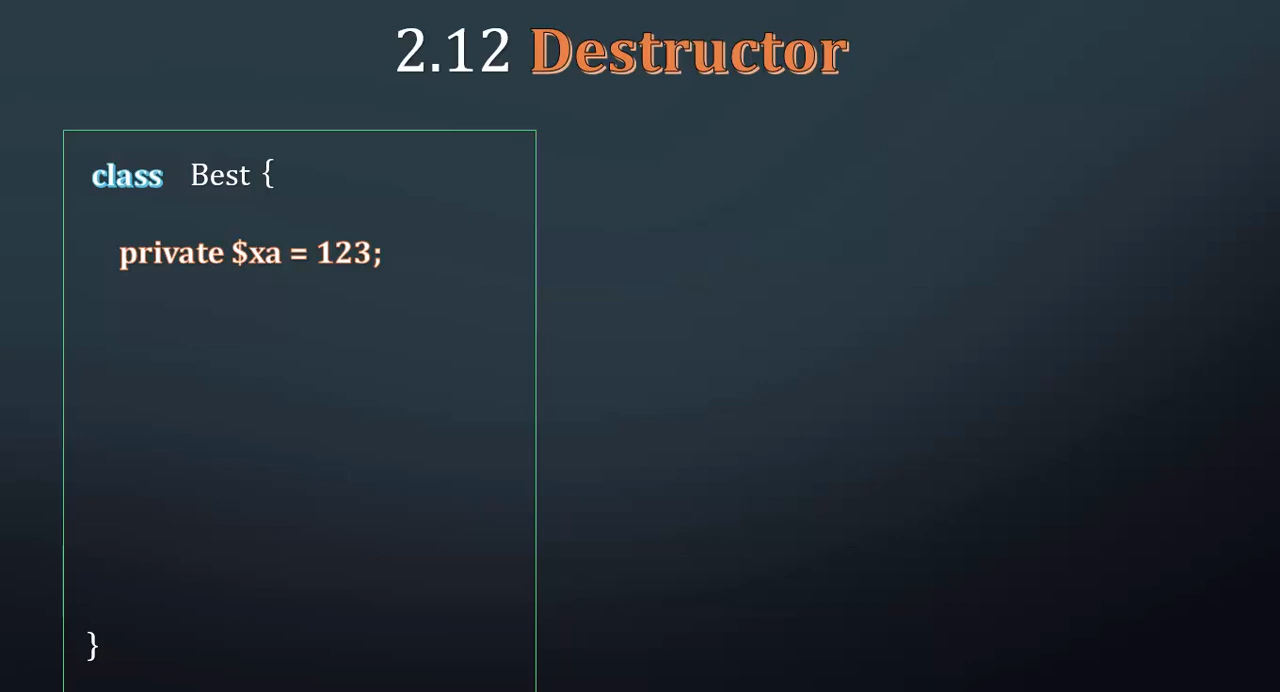 2.12 Destructor
class Best {
private $xa = 123;
}